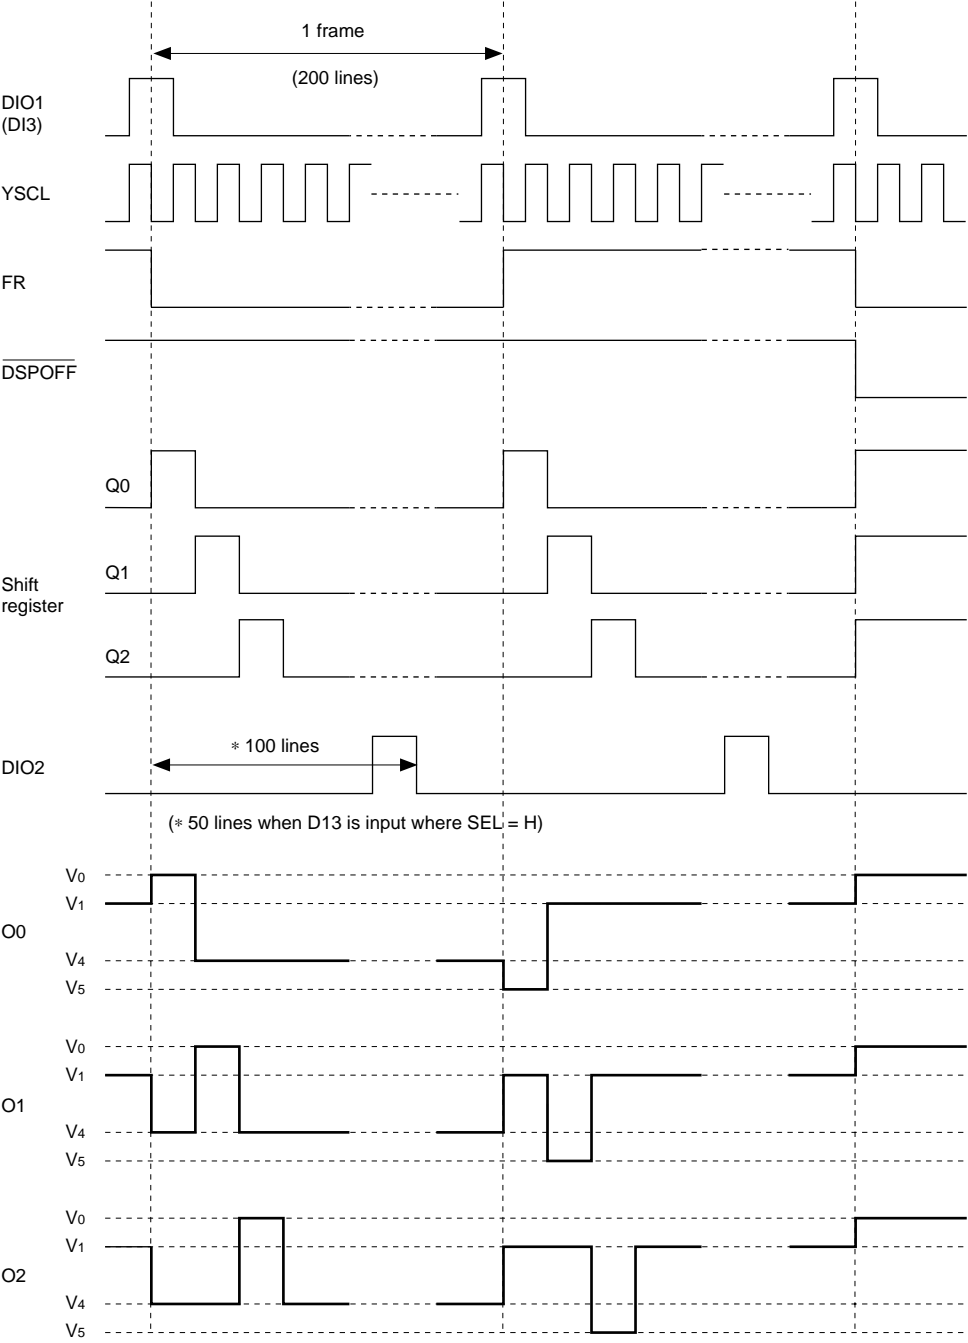 1 frame
(200 lines)
DIO1
(DI3)
YSCL
FR
DSPOFF
Q0
Q1
Shift
register
Q2
∗ 100 lines
DIO2
(∗ 50 lines when D13 is input where SEL = H)
V0
V1
O0
V4
V5
V0
V1
O1
V4
V5
V0
V1
O2
V4
V5